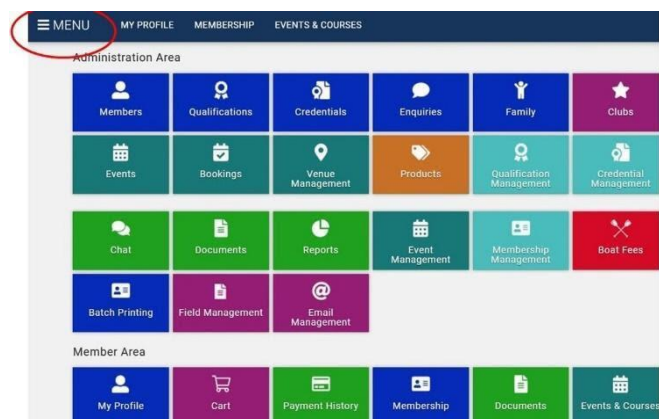 MENU MY PROFILE MEMBERSHIP EVENTS & COURSES
Administration Area
Members Qualifications Credentials Enquiries Family Clubs
Events Bookings Venue Management Products Qualification Management Credential Management
Chat Documents Reports Event Management Membership Management Boat Fees
Batch Printing Field Management Email Management
Member Area
My Profile Cart Payment History Membership Documents Events & Courses